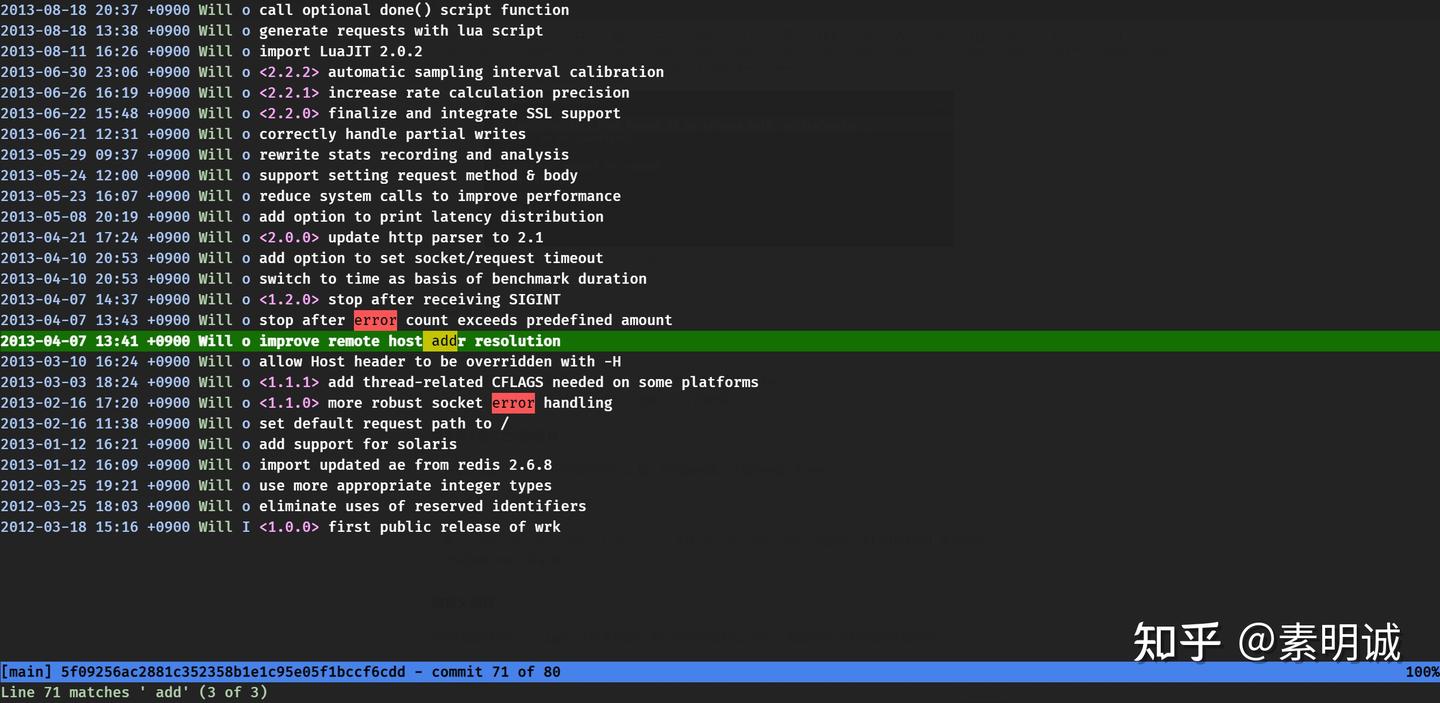 2013-08-18 20:37 +0900 Will o call optional done() script function
2013-08-18 13:38 +0900 Will o generate requests with lua script
2013-08-11 16:26 +0900 Will o import LuaJIT 2.0.2
2013-06-30 23:06 +0900 Will o <2.2.2> automatic sampling interval calibration
2013-06-26 16:19 +0900 Will o <2.2.1> increase rate calculation precision
2013-06-22 15:48 +0900 Will o <2.2.0> finalize and integrate SSL support
2013-06-21 12:31 +0900 Will o correctly handle partial writes
2013-05-29 09:37 +0900 Will o rewrite stats recording and analysis
2013-05-24 12:00 +0900 Will o support setting request method & body
2013-05-23 16:07 +0900 Will o reduce system calls to improve performance
2013-05-08 20:19 +0900 Will o add option to print latency distribution
2013-04-21 17:24 +0900 Will o <2.0.0> update http parser to 2.1
2013-04-10 20:53 +0900 Will o add option to set socket/request timeout
2013-04-10 20:53 +0900 Will o switch to time as basis of benchmark duration
2013-04-07 14:37 +0900 Will o <1.2.0> stop after receiving SIGINT
2013-04-07 13:43 +0900 Will o stop after error count exceeds predefined amount
2013-04-07 13:41 +0900 Will o improve remote host addr resolution
2013-03-10 16:24 +0900 Will o allow Host header to be overridden with -H
2013-03-03 18:24 +0900 Will o <1.1.1> add thread-related CFLAGS needed on some platforms
2013-02-16 17:20 +0900 Will o <1.1.0> more robust socket error handling
2013-02-16 11:38 +0900 Will o set default request path to /
2013-01-12 16:21 +0900 Will o add support for solaris
2013-01-12 16:09 +0900 Will o import updated ae from redis 2.6.8
2012-03-25 19:21 +0900 Will o use more appropriate integer types
2012-03-25 18:03 +0900 Will o eliminate uses of reserved identifiers
2012-03-18 15:16 +0900 Will I <1.0.0> first public release of wrk
知乎 @素明诚
[main] 5f09256ac2881c352358b1e1c95e05f1bccf6cdd - commit 71 of 80 100%
Line 71 matches ' add' (3 of 3)